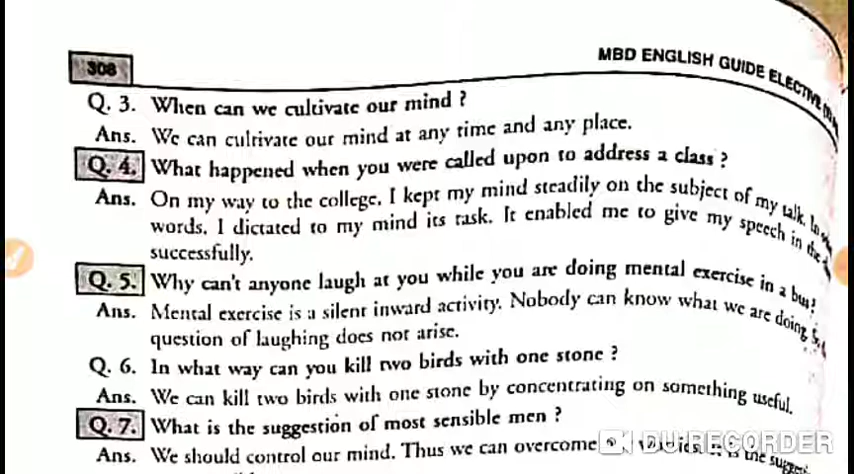 308
MBD ENGLISH GUIDE ELECTIVE
Q. 3. When can we cultivate our mind ?
Ans. We can cultivate our mind at any time and any place.
Q. 4. What happened when you were called upon to address a class ?
Ans. On my way to the college, I kept my mind steadily on the subject of my talk. In
words, I dictated to my mind its task. It enabled me to give my speech in the
successfully.
Q. 5. Why can't anyone laugh at you while you are doing mental exercise in a bus?
Ans. Mental exercise is a silent inward activity. Nobody can know what we are doing.
question of laughing does not arise.
Q. 6. In what way can you kill two birds with one stone ?
Ans. We can kill two birds with one stone by concentrating on something useful.
Q. 7. What is the suggestion of most sensible men ?
Ans. We should control our mind. Thus we can overcome is the
DU RECORDER